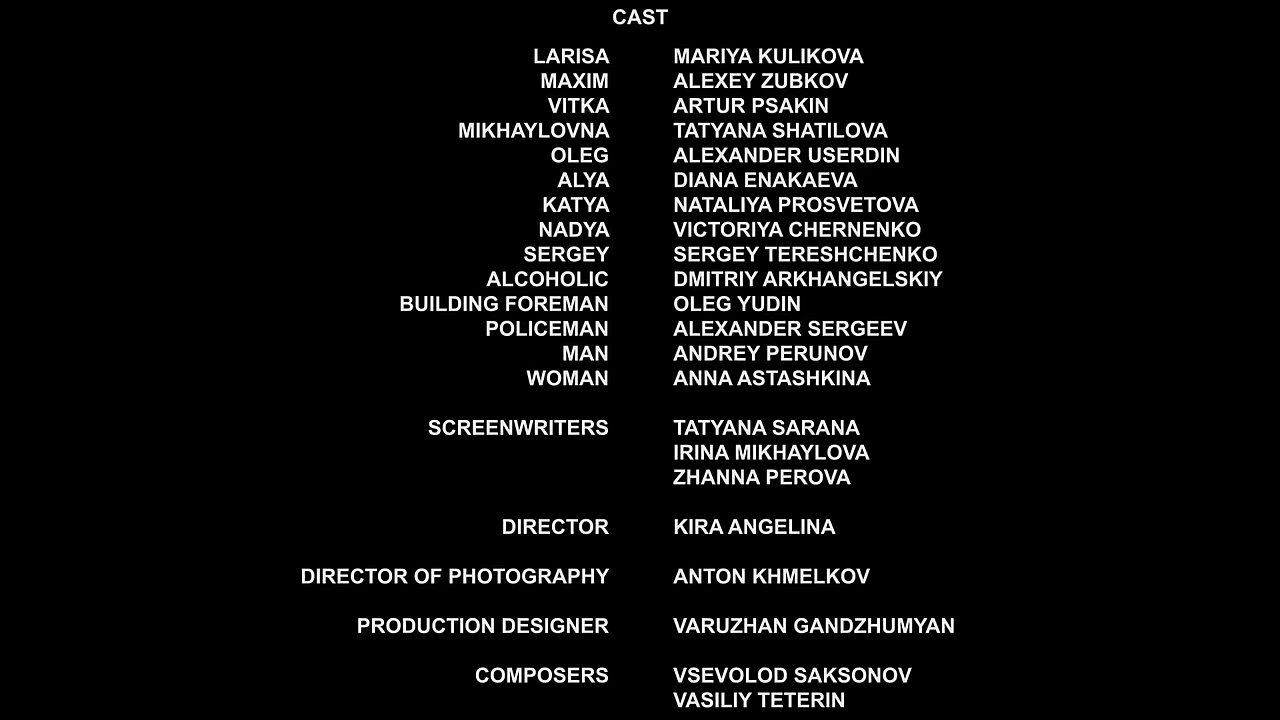 CAST
LARISA MARIYA KULIKOVA
MAXIM ALEXEY ZUBKOV
VITKA ARTUR PSAKIN
MIKHAYLOVNA TATYANA SHATILOVA
OLEG ALEXANDER USERDIN
ALYA DIANA ENAKAEVA
KATYA NATALIYA PROSVETOVA
NADYA VICTORIYA CHERNENKO
SERGEY SERGEY TERESHCHENKO
ALCOHOLIC DMITRIY ARKHANGELSKIY
BUILDING FOREMAN OLEG YUDIN
POLICEMAN ALEXANDER SERGEEV
MAN ANDREY PERUNOV
WOMAN ANNA ASTASHKINA
SCREENWRITERS TATYANA SARANA
IRINA MIKHAYLOVA
ZHANNA PEROVA
DIRECTOR KIRA ANGELINA
DIRECTOR OF PHOTOGRAPHY ANTON KHMELKOV
PRODUCTION DESIGNER VARUZHAN GANDZHUMYAN
COMPOSERS VSEVOLOD SAKSONOV
VASILIY TETERIN